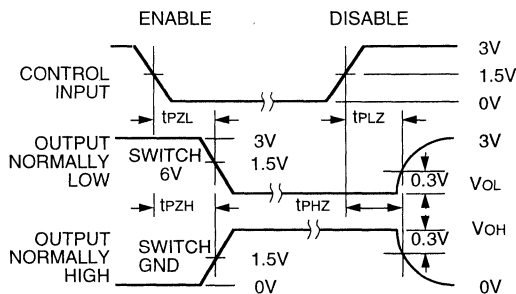 ENABLE
DISABLE
CONTROL
INPUT
3V
1.5V
0V
tPZL
tPLZ
OUTPUT
NORMALLY
LOW
SWITCH
6V
3V
1.5V
3V
0.3V
VOL
tPZH
tPHZ
OUTPUT
NORMALLY
HIGH
SWITCH
GND
1.5V
0V
VOH
0.3V
0V